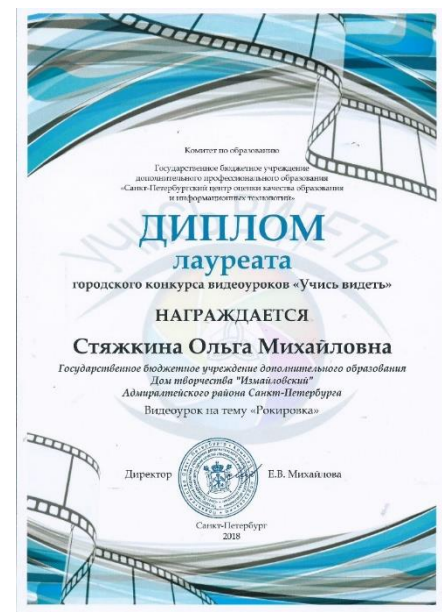 Комитет по образованию
Государственное бюджетное учреждение
дополнительного профессионального образования
«Санкт-Петербургский центр оценки качества образования
и информационных технологий»
УЧИСЬ ВИДЕТЬ
ДИПЛОМ
лауреата
городского конкурса видеоуроков «Учись видеть»
НАГРАЖДАЕТСЯ
Стяжкина Ольга Михайловна
Государственное бюджетное учреждение дополнительного образования
Дом творчества "Измайловский"
Адмиралтейского района Санкт-Петербурга
Видеоурок на тему «Рокировка»
Директор
Е.В. Михайлова
Санкт-Петербург
2018